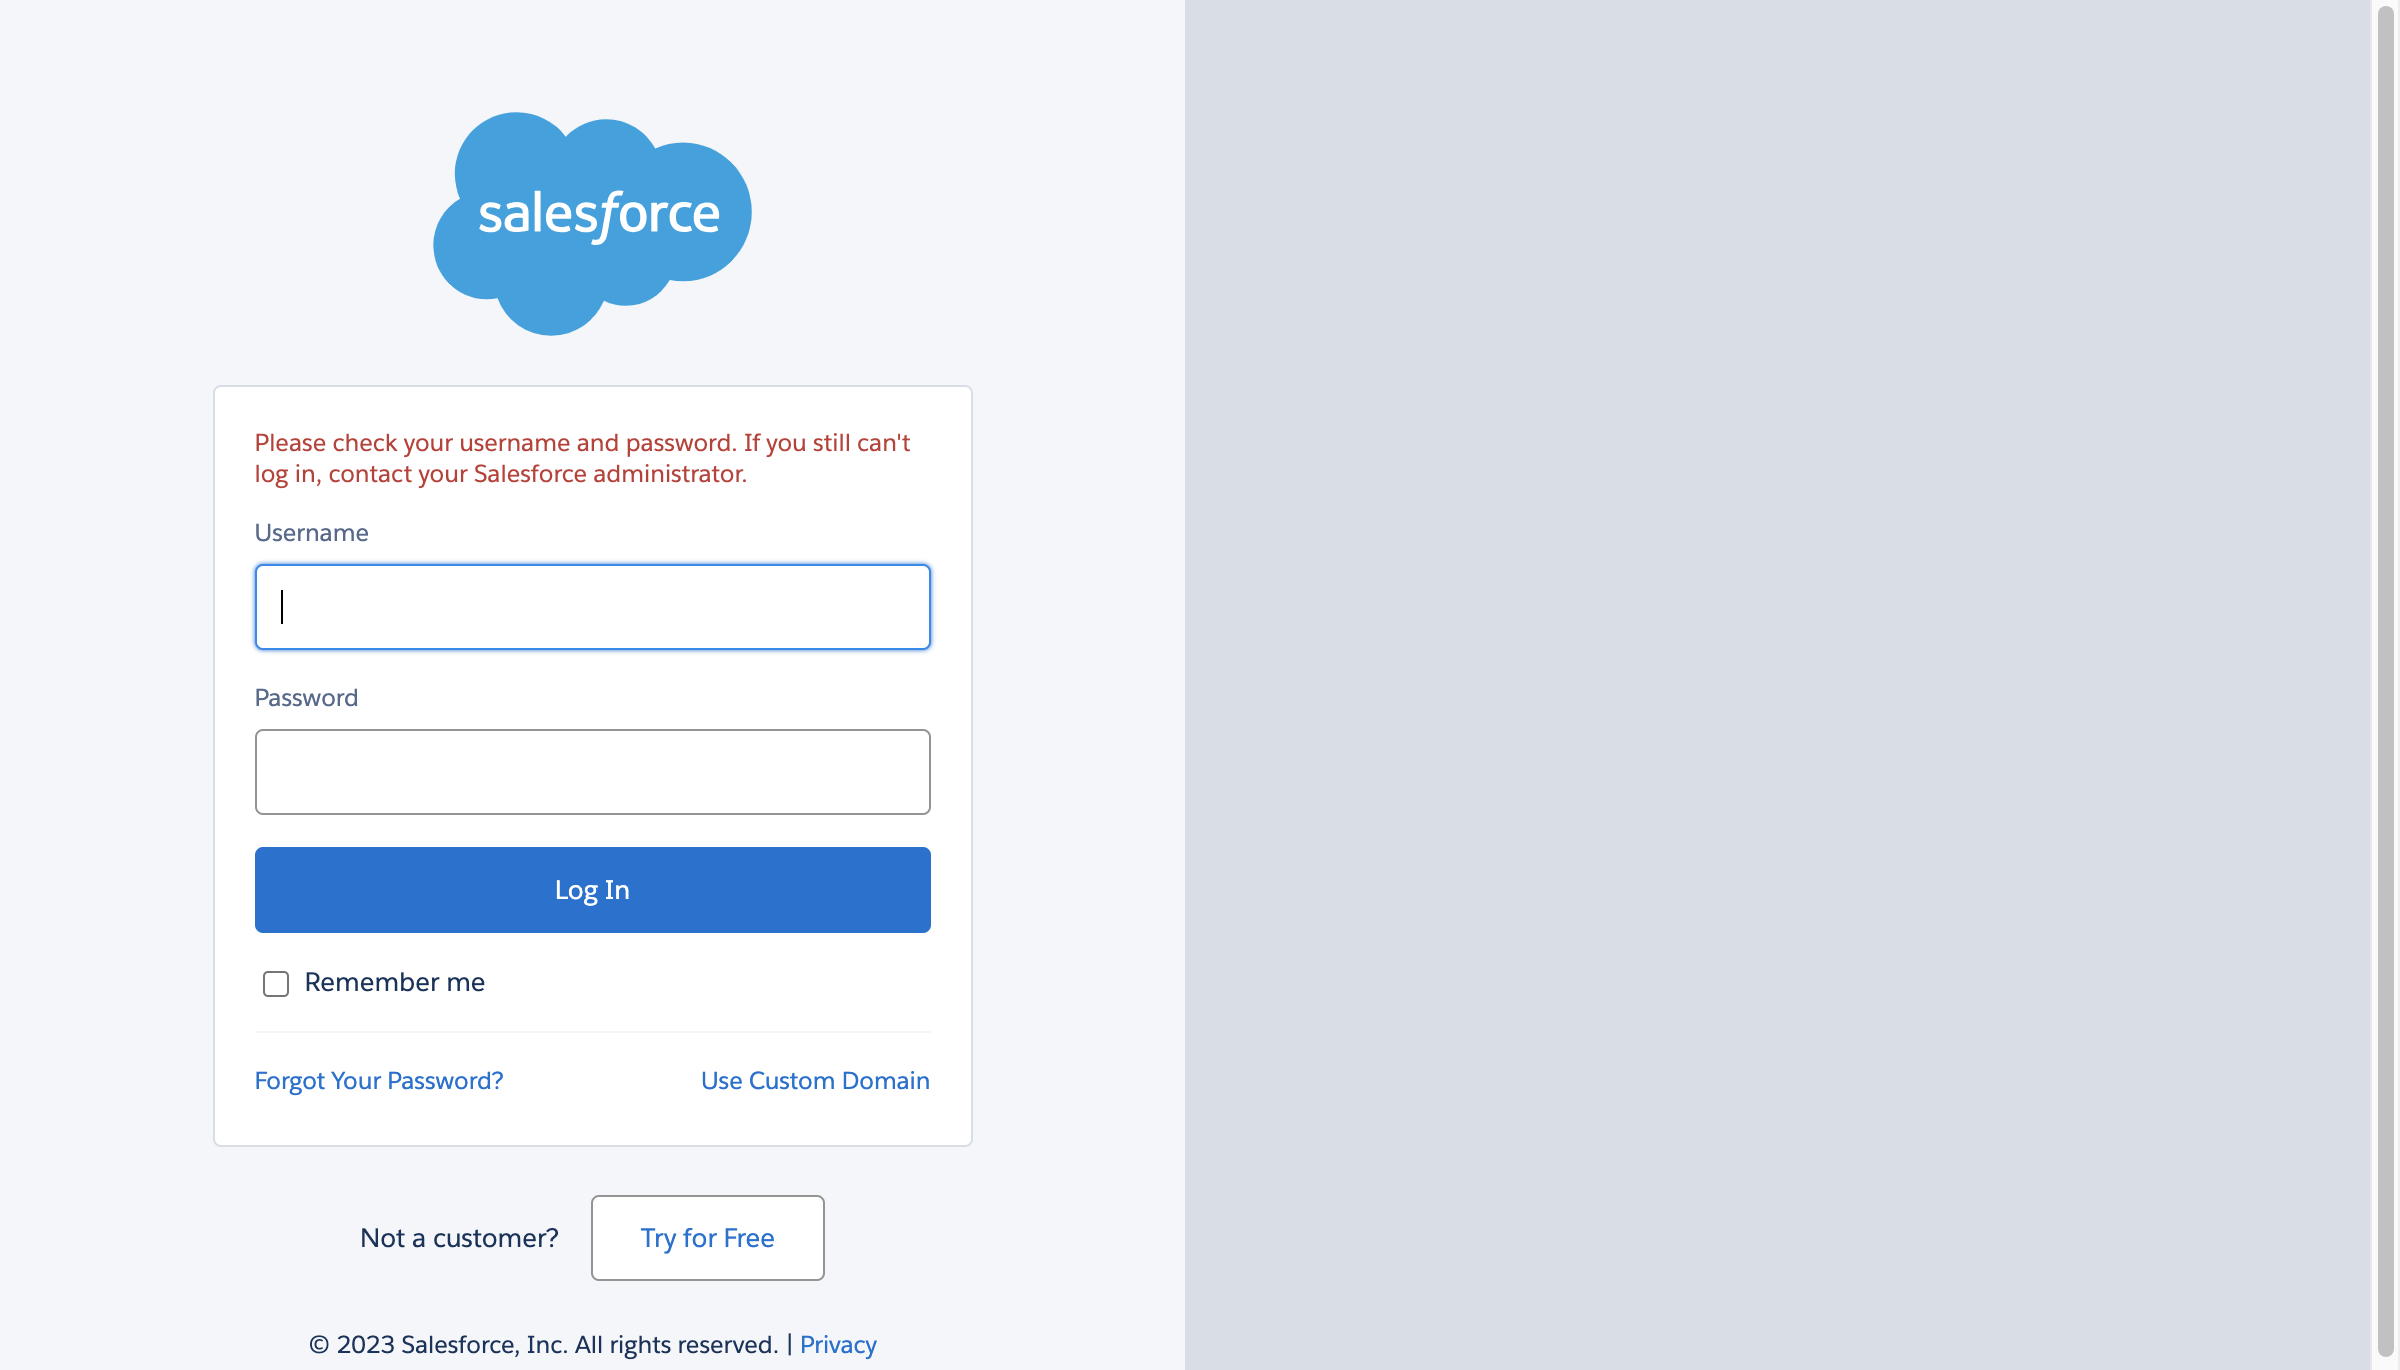 salesforce
Please check your username and password. If you still can't
log in, contact your Salesforce administrator.
Username
Password
Log In
Remember me
Forgot Your Password? Use Custom Domain
Not a customer? Try for Free
© 2023 Salesforce, Inc. All rights reserved. | Privacy